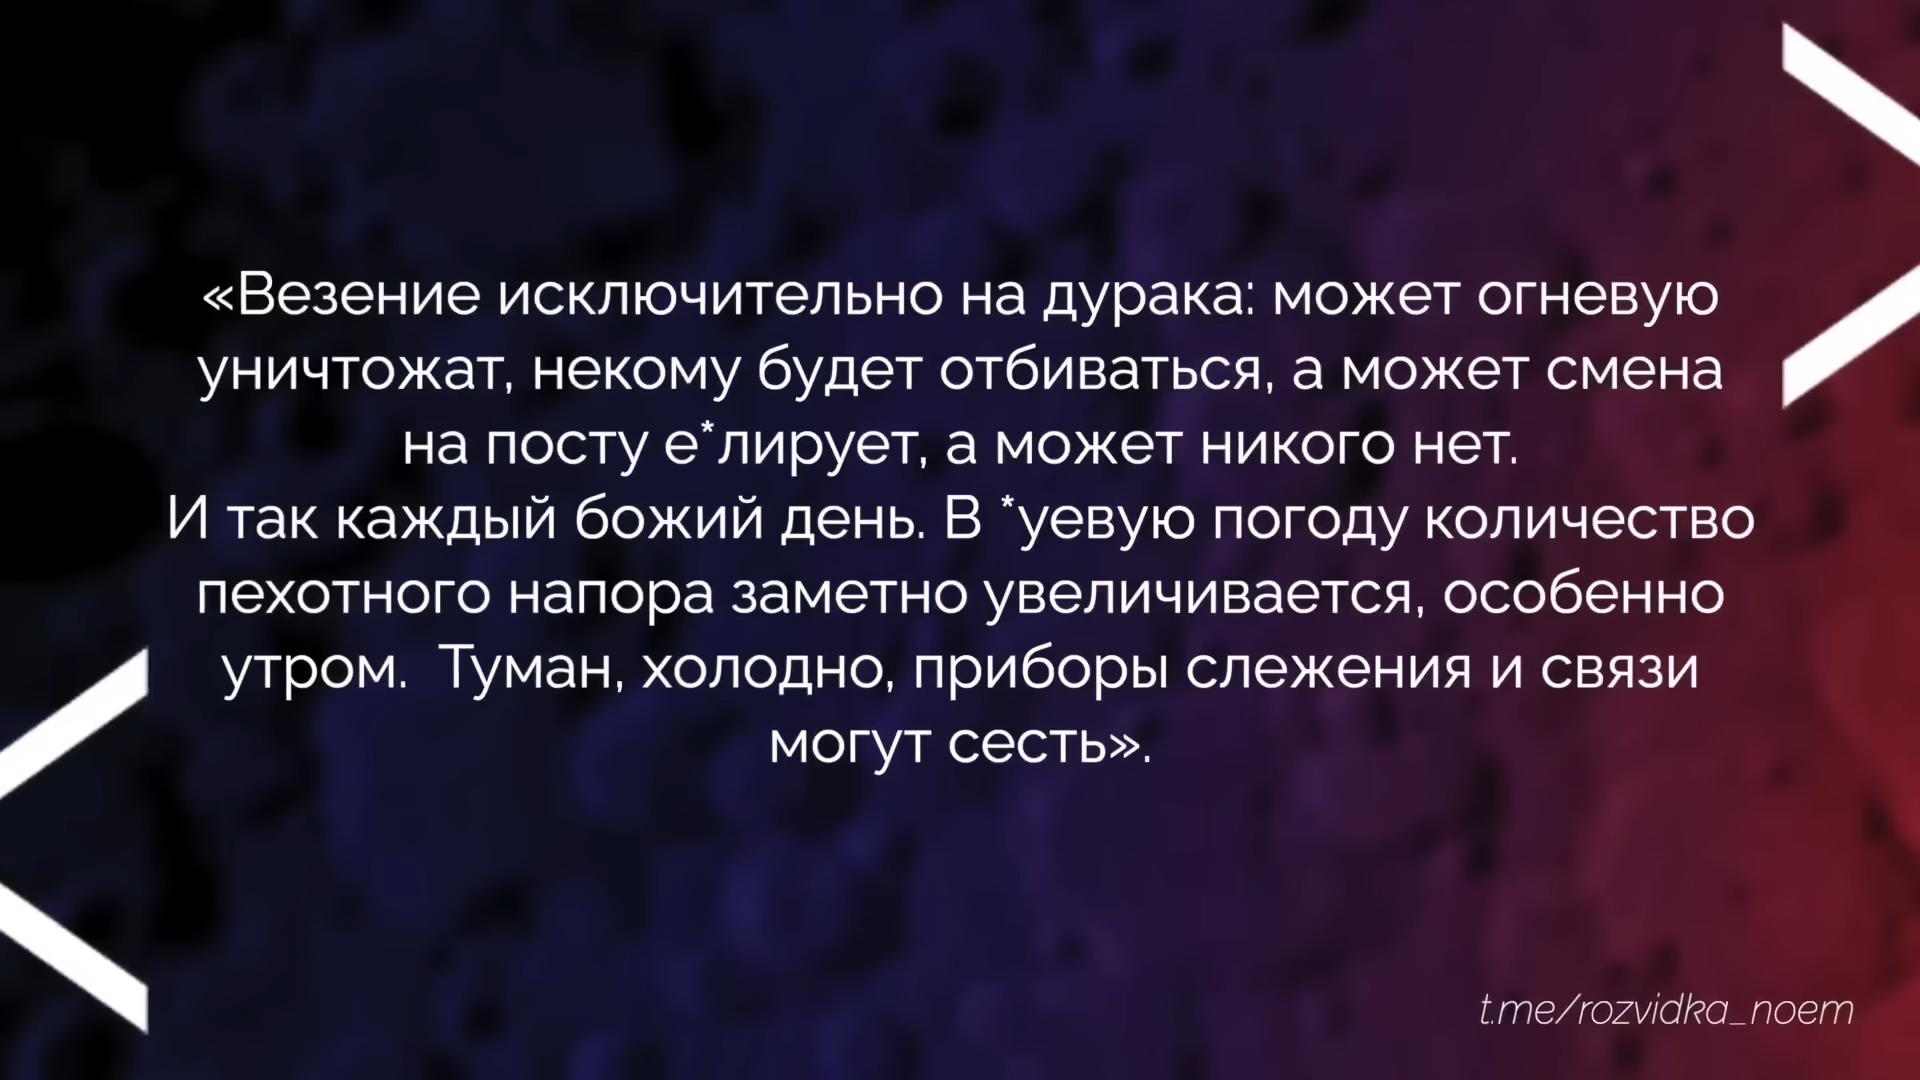 «Везение исключительно на дурака: может огневую
уничтожат, некому будет отбиваться, а может смена
на посту е*лирует, а может никого нет.
И так каждый божий день. В *уевую погоду количество
пехотного напора заметно увеличивается, особенно
утром.  Туман, холодно, приборы слежения и связи
могут сесть».
t.me/rozvidka_noem